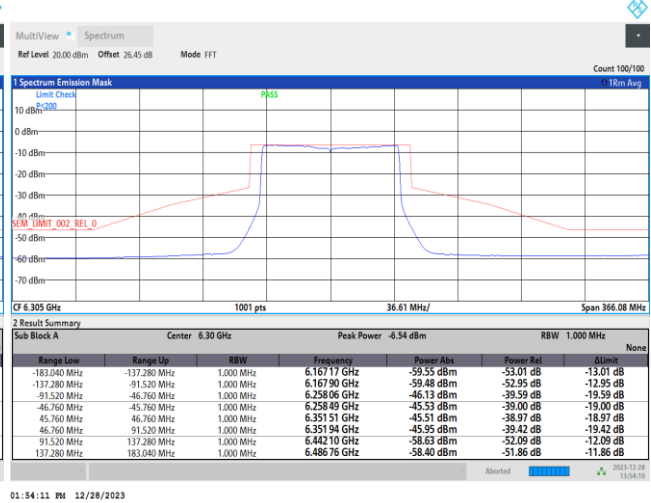 MultiView Spectrum
Ref Level 20.00 dBm Offset 26.45 dB Mode FFT
Count 100/100
1 Spectrum Emission Mask 1Rm Avg
Limit Check PASS
P<200
10 dBm
0 dBm
-10 dBm
-20 dBm
-30 dBm
-40 dBm
SEM_LIMIT_002_REL_0
-50 dBm
-60 dBm
-70 dBm
CF 6.305 GHz 1001 pts 36.61 MHz/ Span 366.08 MHz
2 Result Summary
Sub Block A Center 6.30 GHz Peak Power -6.54 dBm RBW 1.000 MHz
None
Range Low Range Up RBW Frequency Power Abs Power Rel ΔLimit
-183.040 MHz -137.280 MHz 1.000 MHz 6.16717 GHz -59.55 dBm -53.01 dB -13.01 dB
-137.280 MHz -91.520 MHz 1.000 MHz 6.16790 GHz -59.48 dBm -52.95 dB -12.95 dB
-91.520 MHz -46.760 MHz 1.000 MHz 6.25806 GHz -46.13 dBm -39.59 dB -19.59 dB
-46.760 MHz -45.760 MHz 1.000 MHz 6.25849 GHz -45.53 dBm -39.00 dB -19.00 dB
45.760 MHz 46.760 MHz 1.000 MHz 6.35151 GHz -45.51 dBm -38.97 dB -18.97 dB
46.760 MHz 91.520 MHz 1.000 MHz 6.35194 GHz -45.95 dBm -39.42 dB -19.42 dB
91.520 MHz 137.280 MHz 1.000 MHz 6.44210 GHz -58.63 dBm -52.09 dB -12.09 dB
137.280 MHz 183.040 MHz 1.000 MHz 6.48676 GHz -58.40 dBm -51.86 dB -11.86 dB
Aborted 2023-12-28
13:54:10
01:54:11 PM 12/28/2023